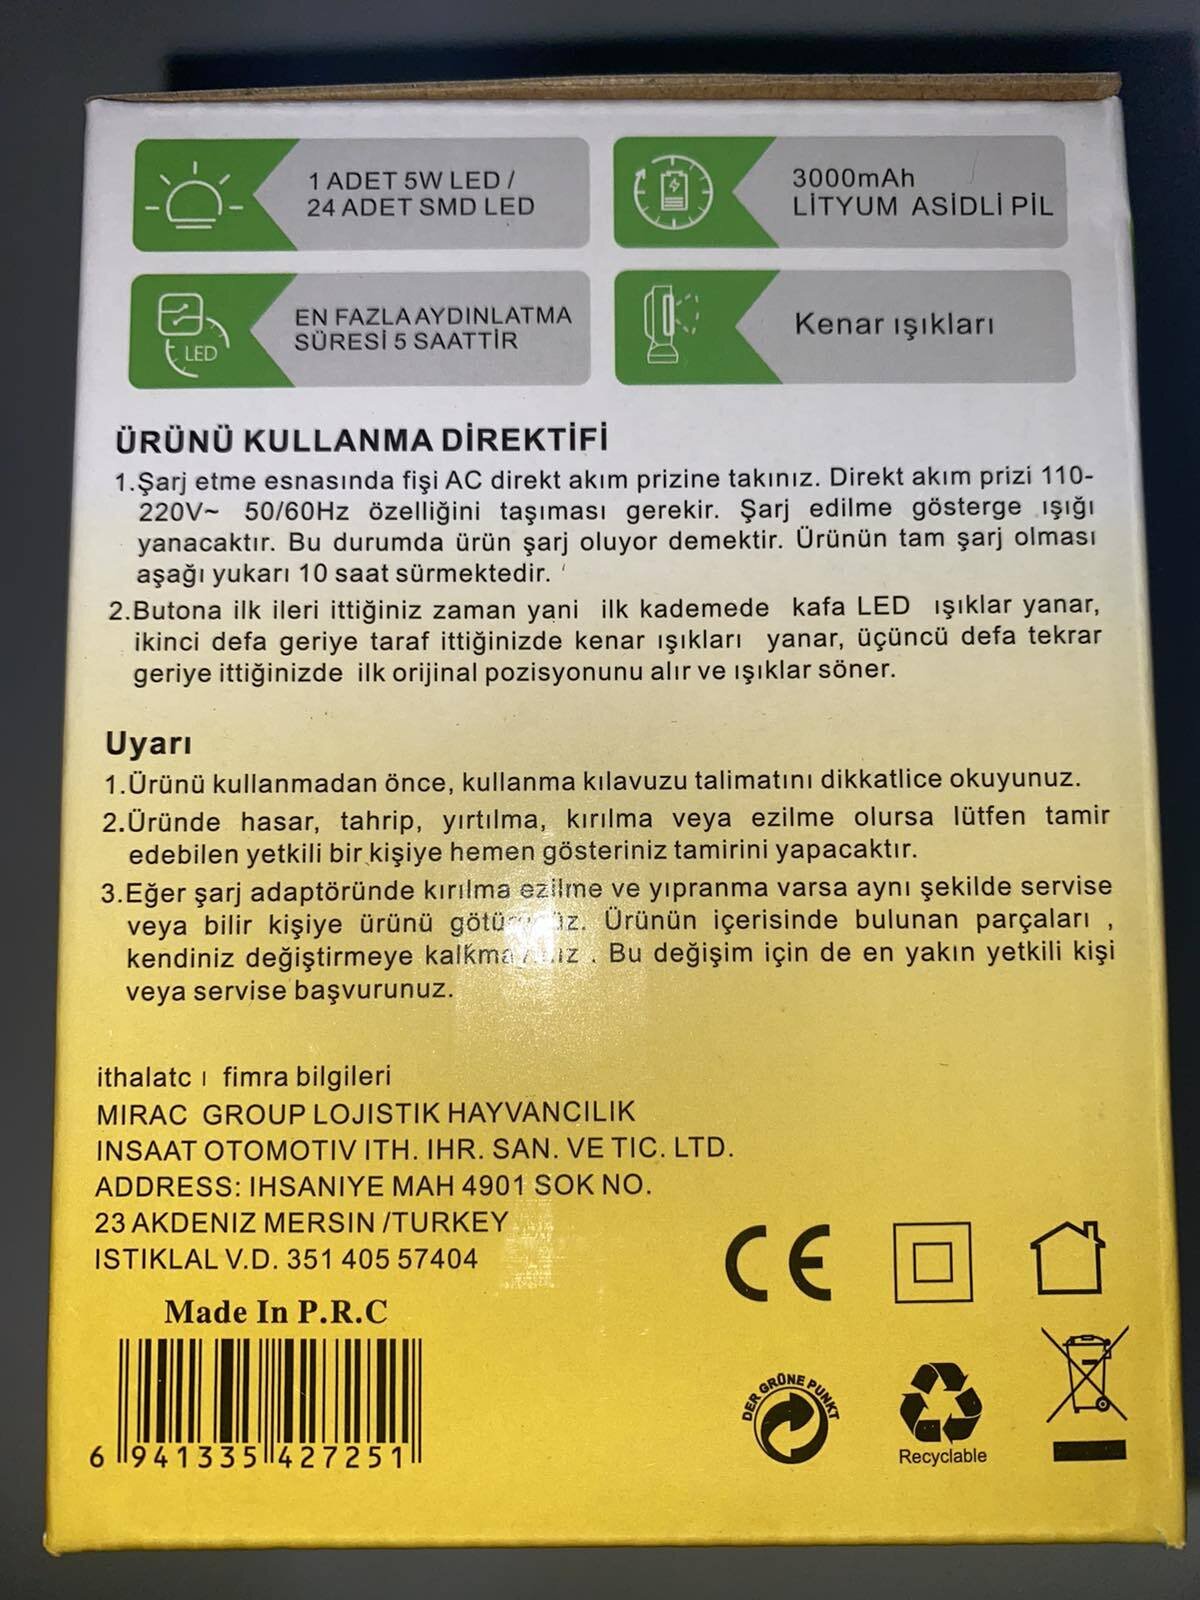 1 ADET 5W LED /
24 ADET SMD LED
3000mAh
LİTYUM ASİDLİ PİL
LED
EN FAZLA AYDINLATMA
SÜRESİ 5 SAATTİR
Kenar ışıkları
ÜRÜNÜ KULLANMA DİREKTİFİ
1.Şarj etme esnasında fişi AC direkt akım prizine takınız. Direkt akım prizi 110-
220V~ 50/60Hz özelliğini taşıması gerekir. Şarj edilme gösterge ışığı
yanacaktır. Bu durumda ürün şarj oluyor demektir. Ürünün tam şarj olması
aşağı yukarı 10 saat sürmektedir.
2.Butona ilk ileri ittiğiniz zaman yani ilk kademede kafa LED ışıklar yanar,
ikinci defa geriye taraf ittiğinizde kenar ışıkları yanar, üçüncü defa tekrar
geriye ittiğinizde ilk orijinal pozisyonunu alır ve ışıklar söner.
Uyarı
1.Ürünü kullanmadan önce, kullanma kılavuzu talimatını dikkatlice okuyunuz.
2.Üründe hasar, tahrip, yırtılma, kırılma veya ezilme olursa lütfen tamir
edebilen yetkili bir kişiye hemen gösteriniz tamirini yapacaktır.
3.Eğer şarj adaptöründe kırılma ezilme ve yıpranma varsa aynı şekilde servise
veya bilir kişiye ürünü Ürünün içerisinde bulunan parçaları ,
kendiniz değiştirmeye . Bu değişim için de en yakın yetkili kişi
veya servise başvurunuz.
ithalatc ı fimra bilgileri
MIRAC GROUP LOJISTIK HAYVANCILIK
INSAAT OTOMOTIV ITH. IHR. SAN. VE TIC. LTD.
ADDRESS: IHSANIYE MAH 4901 SOK NO.
23 AKDENIZ MERSIN /TURKEY
ISTIKLAL V.D. 351 405 57404
Made In P.R.C
6 941335 427251
CE
DER GRÜNE PUNKT
Recyclable